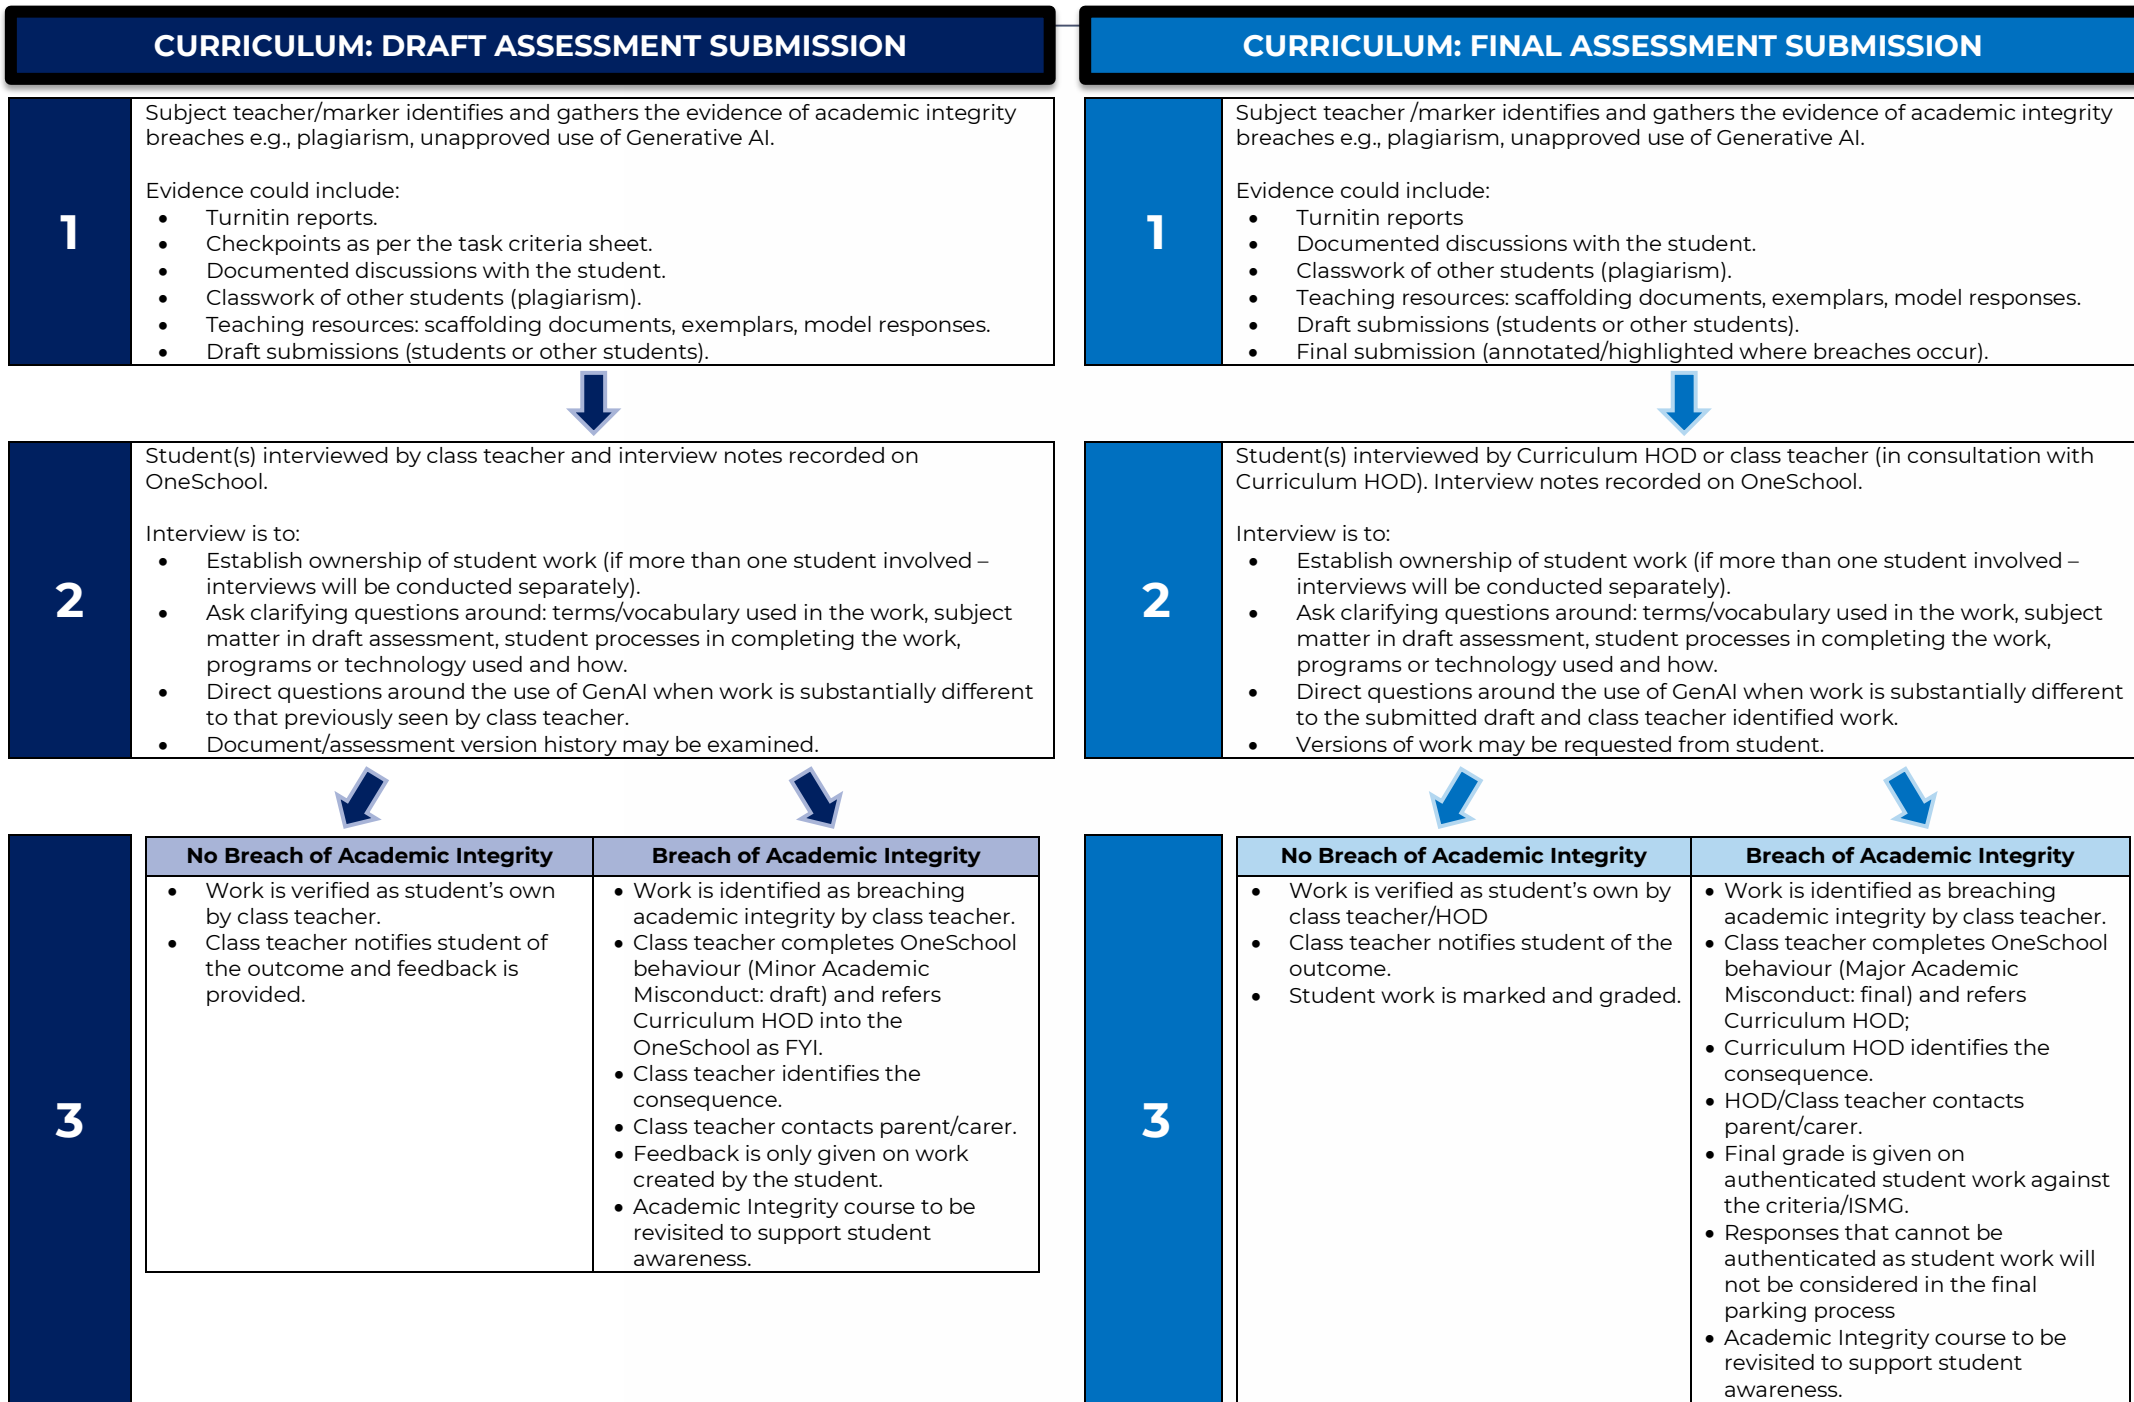 CURRICULUM: DRAFT ASSESSMENT SUBMISSION
1
Subject teacher/marker identifies and gathers the evidence of academic integrity
breaches e.g., plagiarism, unapproved use of Generative AI.
Evidence could include:
• Turnitin reports.
• Checkpoints as per the task criteria sheet.
• Documented discussions with the student.
• Classwork of other students (plagiarism).
• Teaching resources: scaffolding documents, exemplars, model responses.
• Draft submissions (students or other students).
2
Student(s) interviewed by class teacher and interview notes recorded on
OneSchool.
Interview is to:
• Establish ownership of student work (if more than one student involved –
interviews will be conducted separately).
• Ask clarifying questions around: terms/vocabulary used in the work, subject
matter in draft assessment, student processes in completing the work,
programs or technology used and how.
• Direct questions around the use of GenAI when work is substantially different
to that previously seen by class teacher.
• Document/assessment version history may be examined.
3
No Breach of Academic Integrity
• Work is verified as student’s own
by class teacher.
• Class teacher notifies student of
the outcome and feedback is
provided.
Breach of Academic Integrity
• Work is identified as breaching
academic integrity by class teacher.
• Class teacher completes OneSchool
behaviour (Minor Academic
Misconduct: draft) and refers
Curriculum HOD into the
OneSchool as FYI.
• Class teacher identifies the
consequence.
• Class teacher contacts parent/carer.
• Feedback is only given on work
created by the student.
• Academic Integrity course to be
revisited to support student
awareness.
CURRICULUM: FINAL ASSESSMENT SUBMISSION
1
Subject teacher /marker identifies and gathers the evidence of academic integrity
breaches e.g., plagiarism, unapproved use of Generative AI.
Evidence could include:
• Turnitin reports
• Documented discussions with the student.
• Classwork of other students (plagiarism).
• Teaching resources: scaffolding documents, exemplars, model responses.
• Draft submissions (students or other students).
• Final submission (annotated/highlighted where breaches occur).
2
Student(s) interviewed by Curriculum HOD or class teacher (in consultation with
Curriculum HOD). Interview notes recorded on OneSchool.
Interview is to:
• Establish ownership of student work (if more than one student involved –
interviews will be conducted separately).
• Ask clarifying questions around: terms/vocabulary used in the work, subject
matter in draft assessment, student processes in completing the work,
programs or technology used and how.
• Direct questions around the use of GenAI when work is substantially different
to the submitted draft and class teacher identified work.
• Versions of work may be requested from student.
3
No Breach of Academic Integrity
• Work is verified as student’s own by
class teacher/HOD
• Class teacher notifies student of the
outcome.
• Student work is marked and graded.
Breach of Academic Integrity
• Work is identified as breaching
academic integrity by class teacher.
• Class teacher completes OneSchool
behaviour (Major Academic
Misconduct: final) and refers
Curriculum HOD;
• Curriculum HOD identifies the
consequence.
• HOD/Class teacher contacts
parent/carer.
• Final grade is given on
authenticated student work against
the criteria/ISMG.
• Responses that cannot be
authenticated as student work will
not be considered in the final
parking process
• Academic Integrity course to be
revisited to support student
awareness.